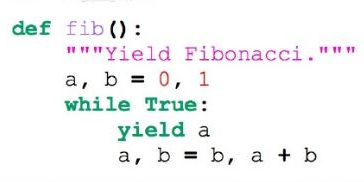 def fib():
    """Yield Fibonacci."""
    a, b = 0, 1
    while True:
        yield a
        a, b = b, a + b